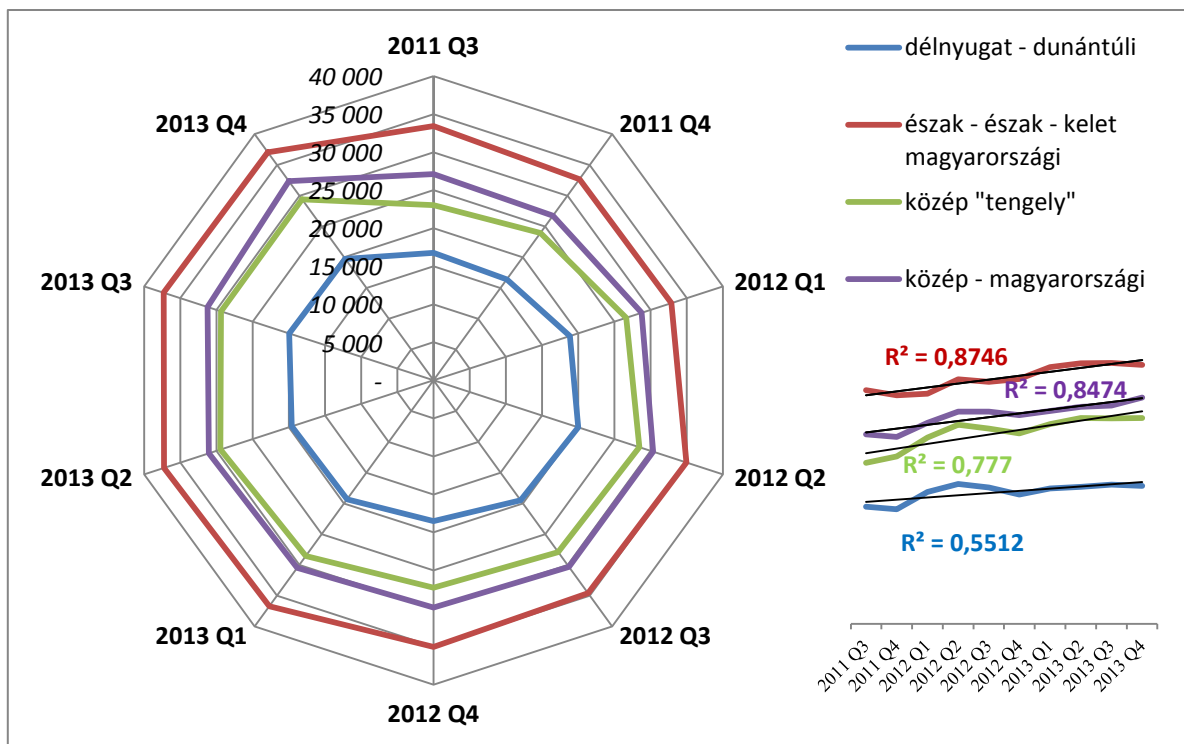 2011 Q3
2011 Q4
2012 Q1
2012 Q2
2012 Q3
2012 Q4
2013 Q1
2013 Q2
2013 Q3
2013 Q4
40 000
35 000
30 000
25 000
20 000
15 000
10 000
5 000
-
délnyugat - dunántúli
észak - észak - kelet
magyarországi
közép "tengely"
közép - magyarországi
R² = 0,8746
R² = 0,8474
R² = 0,777
R² = 0,5512
2011 Q3
2011 Q4
2012 Q1
2012 Q2
2012 Q3
2012 Q4
2013 Q1
2013 Q2
2013 Q3
2013 Q4